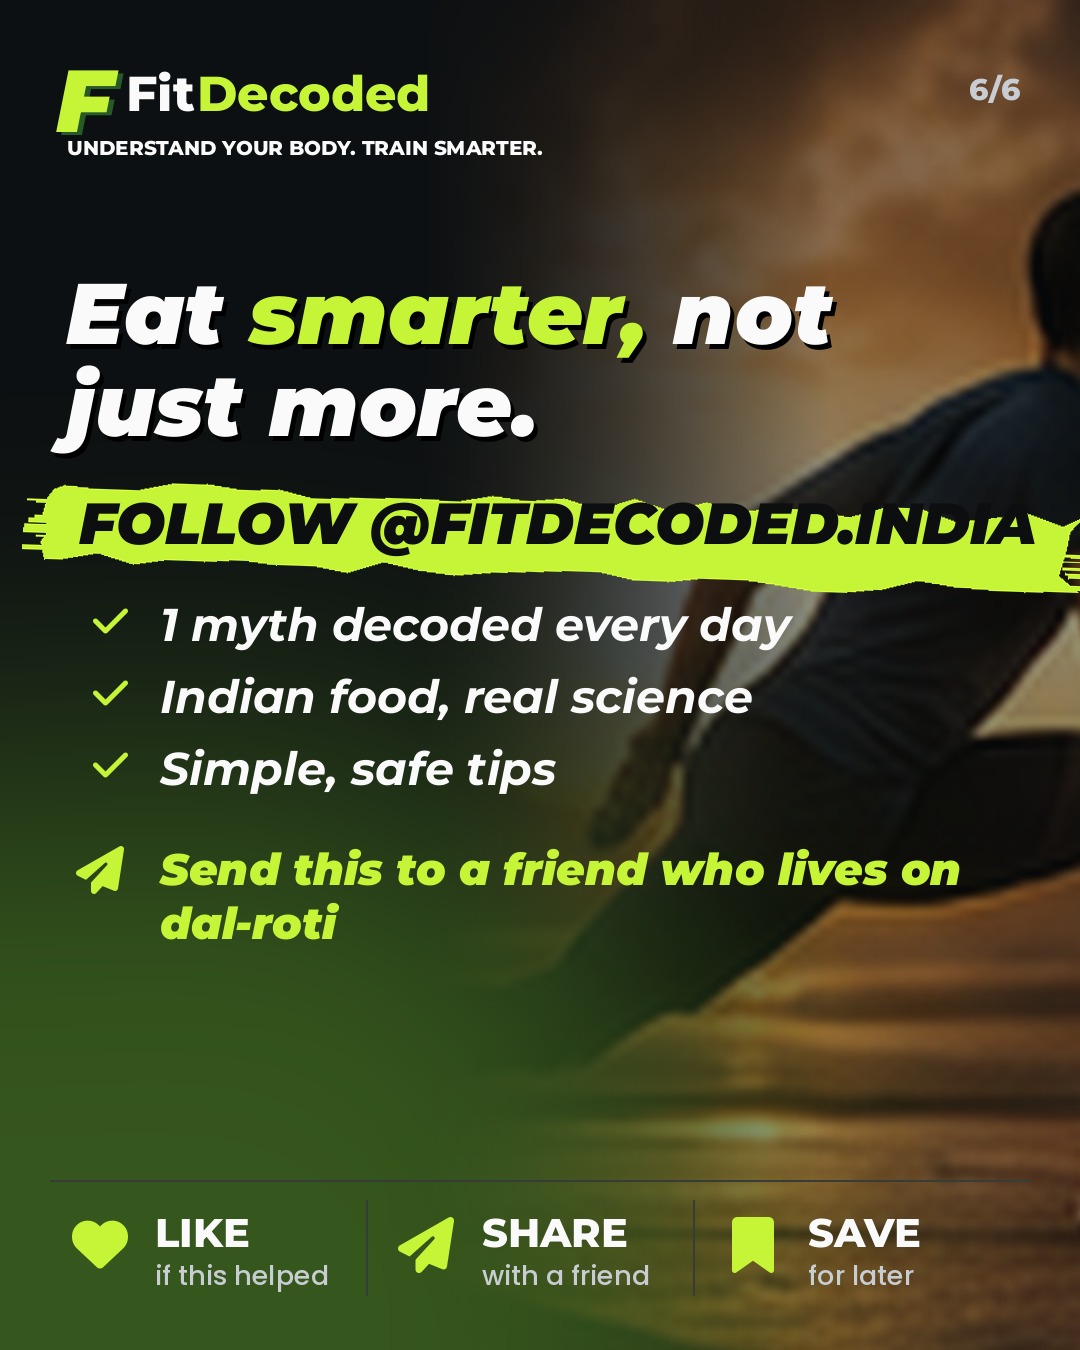 F FitDecoded
6/6
UNDERSTAND YOUR BODY. TRAIN SMARTER.
Eat smarter, not
just more.
FOLLOW @FITDECODED.INDIA
1 myth decoded every day
Indian food, real science
Simple, safe tips
Send this to a friend who lives on
dal-roti
LIKE
if this helped
SHARE
with a friend
SAVE
for later